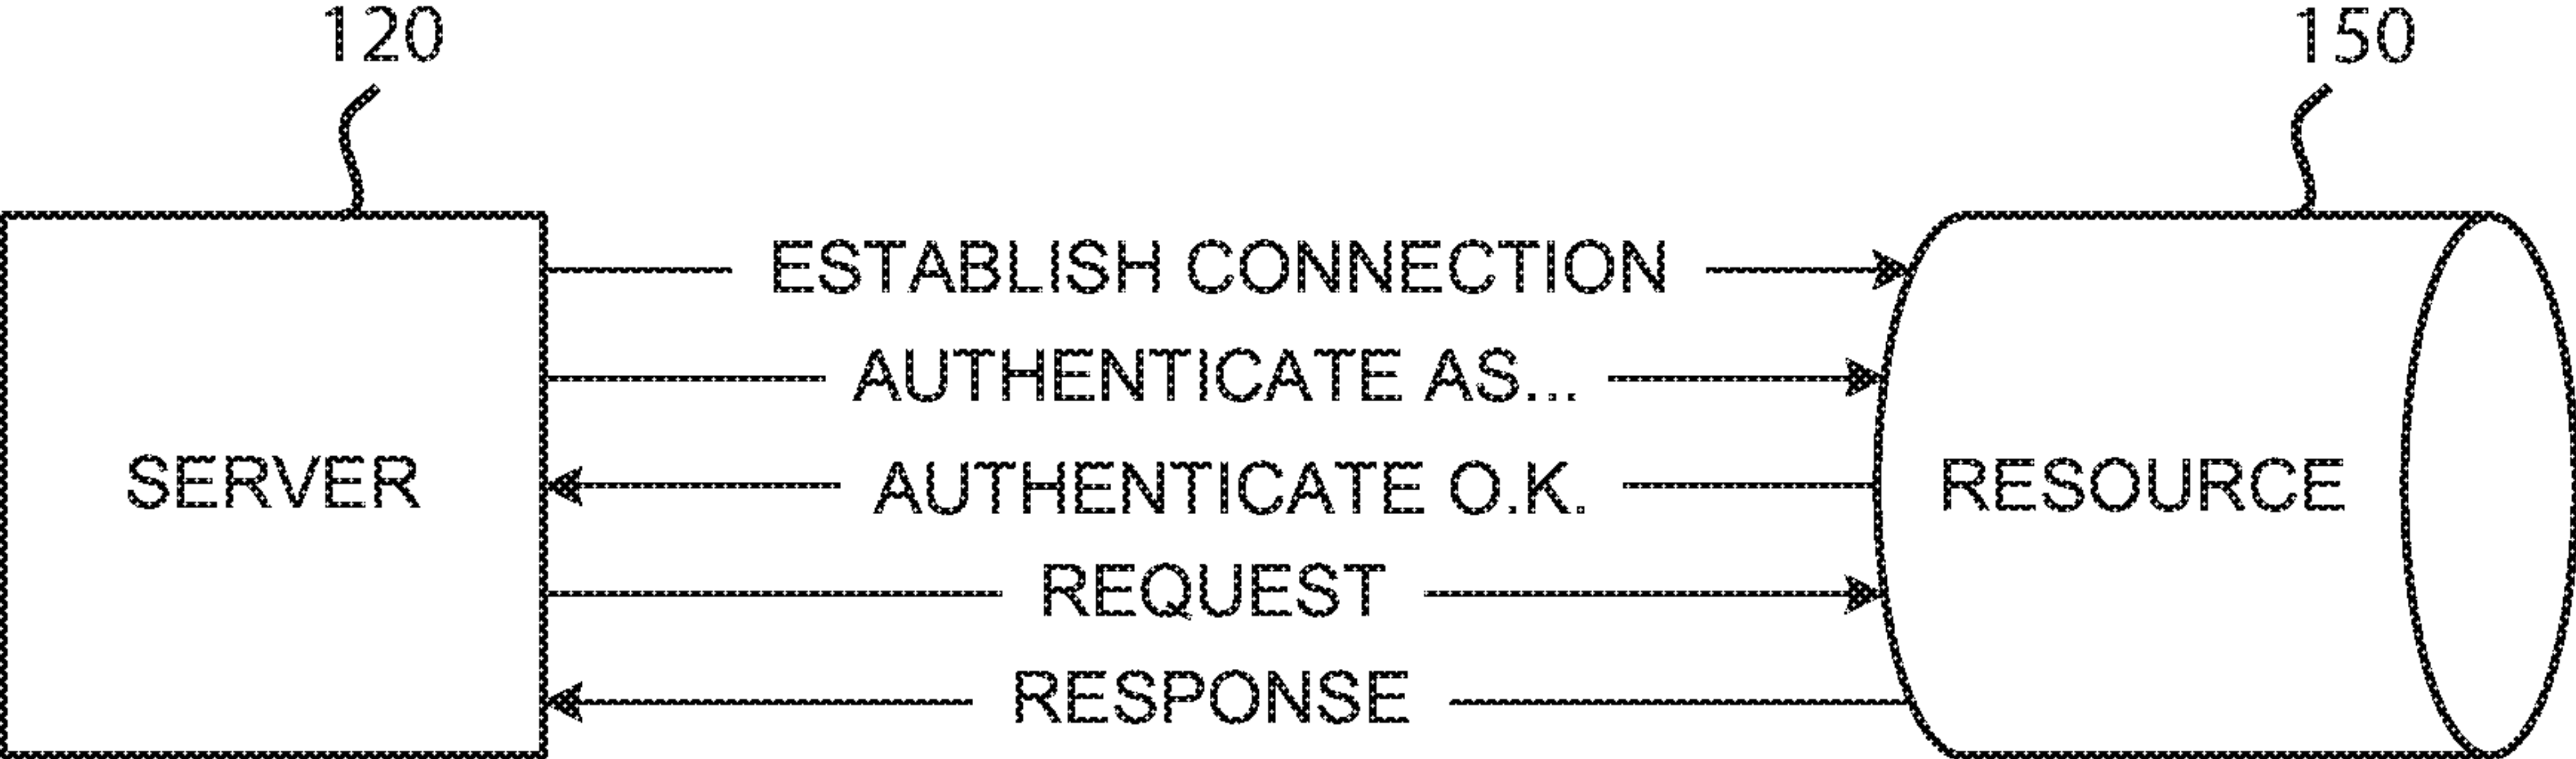 120
150
ESTABLISH CONNECTION
AUTHENTICATE AS...
SERVER
AUTHENTICATE O.K.
RESOURCE
REQUEST
RESPONSE